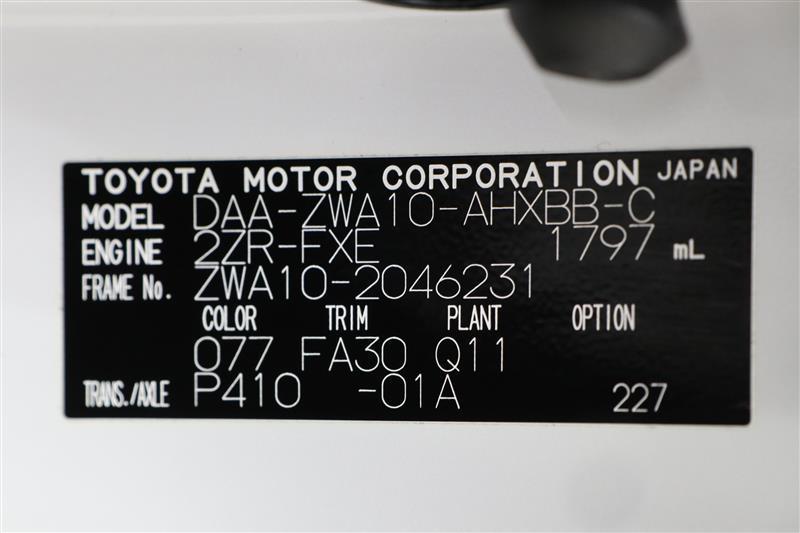 TOYOTA MOTOR CORPORATION JAPAN
MODEL DAA-ZWA10-AHXBB-C
ENGINE 2ZR-FXE 1797 mL
FRAME No. ZWA10-2046231
COLOR TRIM PLANT OPTION
077 FA30 Q11
TRANS./AXLE P410 -01A 227